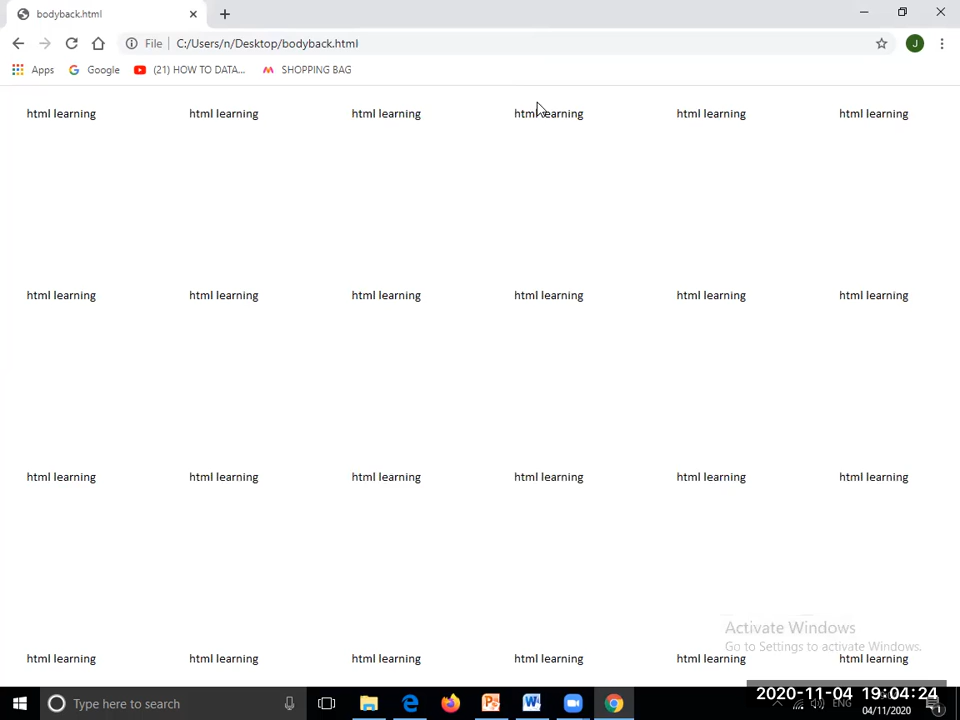 bodyback.html
File C:/Users/n/Desktop/bodyback.html
J
Apps Google (21) HOW TO DATA... SHOPPING BAG
html learning html learning html learning html learning html learning html learning
html learning html learning html learning html learning html learning html learning
html learning html learning html learning html learning html learning html learning
Activate Windows
Go to Settings to activate Windows.
html learning html learning html learning html learning html learning html learning
Type here to search
ENG
2020-11-04 19:04:24
04/11/2020